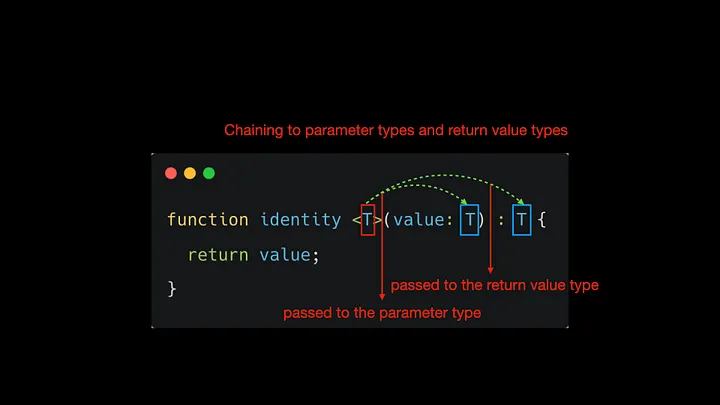 Chaining to parameter types and return value types
function identity <T>(value: T) : T {
return value;
passed to the return value type
}
passed to the parameter type